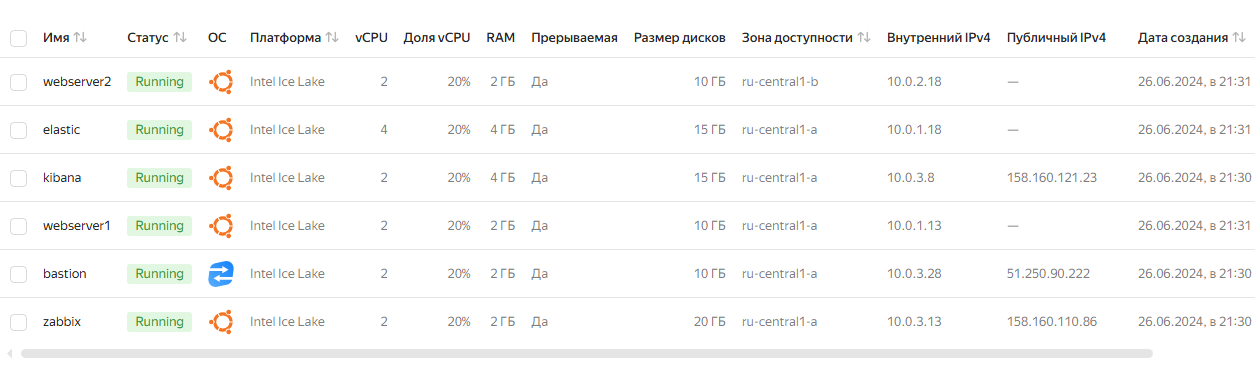 Имя Статус ОС Платформа vCPU Доля vCPU RAM Прерываемая Размер дисков Зона доступности Внутренний IPv4 Публичный IPv4 Дата создания
webserver2 Running Intel Ice Lake 2 20% 2 ГБ Да 10 ГБ ru-central1-b 10.0.2.18 — 26.06.2024, в 21:31
elastic Running Intel Ice Lake 4 20% 4 ГБ Да 15 ГБ ru-central1-a 10.0.1.18 — 26.06.2024, в 21:31
kibana Running Intel Ice Lake 2 20% 4 ГБ Да 15 ГБ ru-central1-a 10.0.3.8 158.160.121.23 26.06.2024, в 21:30
webserver1 Running Intel Ice Lake 2 20% 2 ГБ Да 10 ГБ ru-central1-a 10.0.1.13 — 26.06.2024, в 21:31
bastion Running Intel Ice Lake 2 20% 2 ГБ Да 10 ГБ ru-central1-a 10.0.3.28 51.250.90.222 26.06.2024, в 21:30
zabbix Running Intel Ice Lake 2 20% 2 ГБ Да 20 ГБ ru-central1-a 10.0.3.13 158.160.110.86 26.06.2024, в 21:30